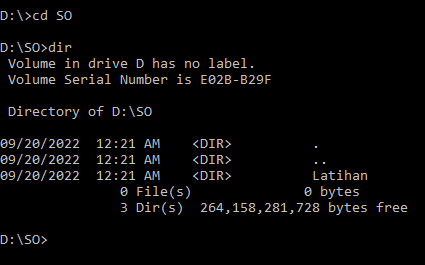 D:\>cd SO
D:\SO>dir
 Volume in drive D has no label.
 Volume Serial Number is E02B-B29F
 Directory of D:\SO
09/20/2022  12:21 AM    <DIR>          .
09/20/2022  12:21 AM    <DIR>          ..
09/20/2022  12:21 AM    <DIR>          Latihan
               0 File(s)              0 bytes
               3 Dir(s)  264,158,281,728 bytes free
D:\SO>